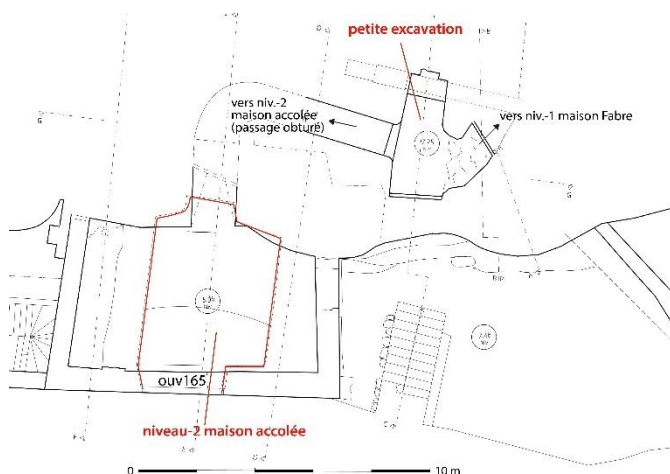 petite excavation
vers niv.-2
maison accolée
(passage obturé)
vers niv.-1 maison Fabre
ouv165
niveau-2 maison accolée
0
10 m